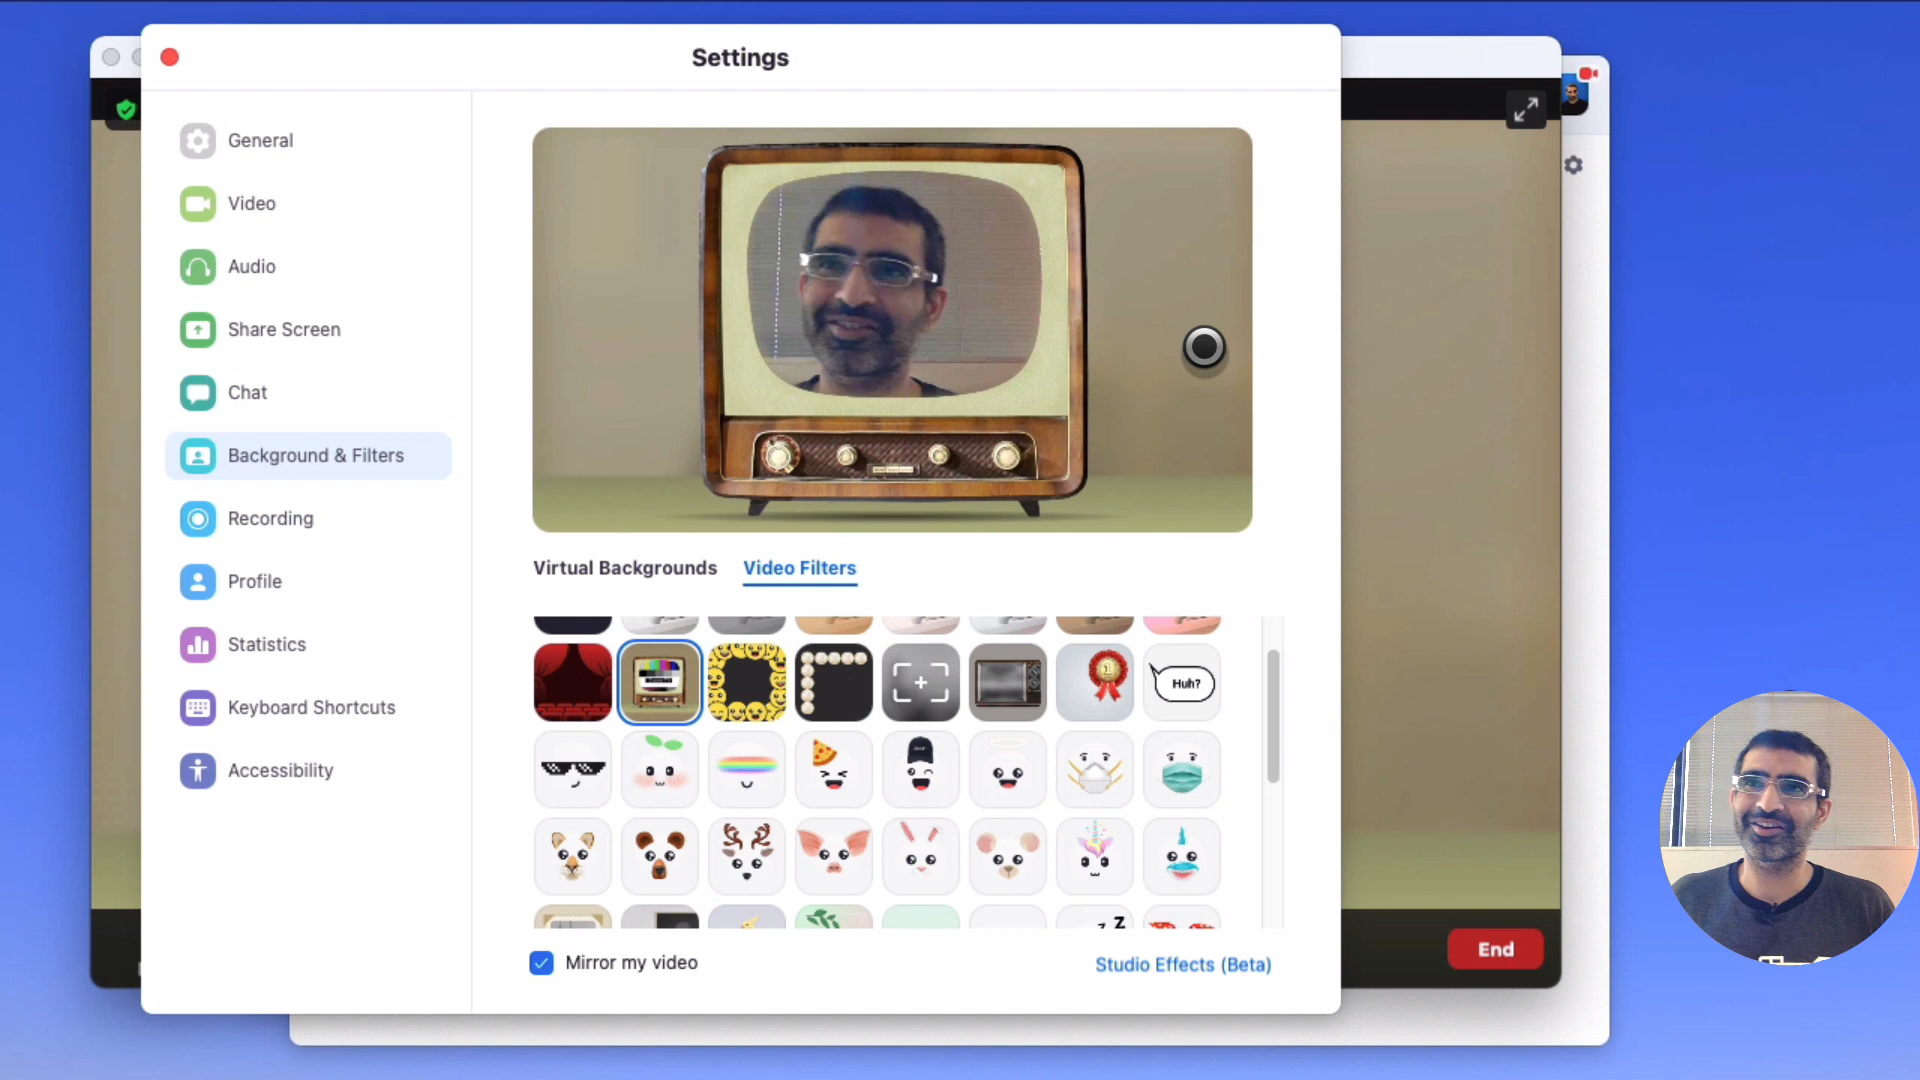 Settings
General
Video
Audio
Share Screen
Chat
Background & Filters
Recording
Profile
Statistics
Keyboard Shortcuts
Accessibility
Virtual Backgrounds
Video Filters
Huh?
z Z
Mirror my video
Studio Effects (Beta)
End